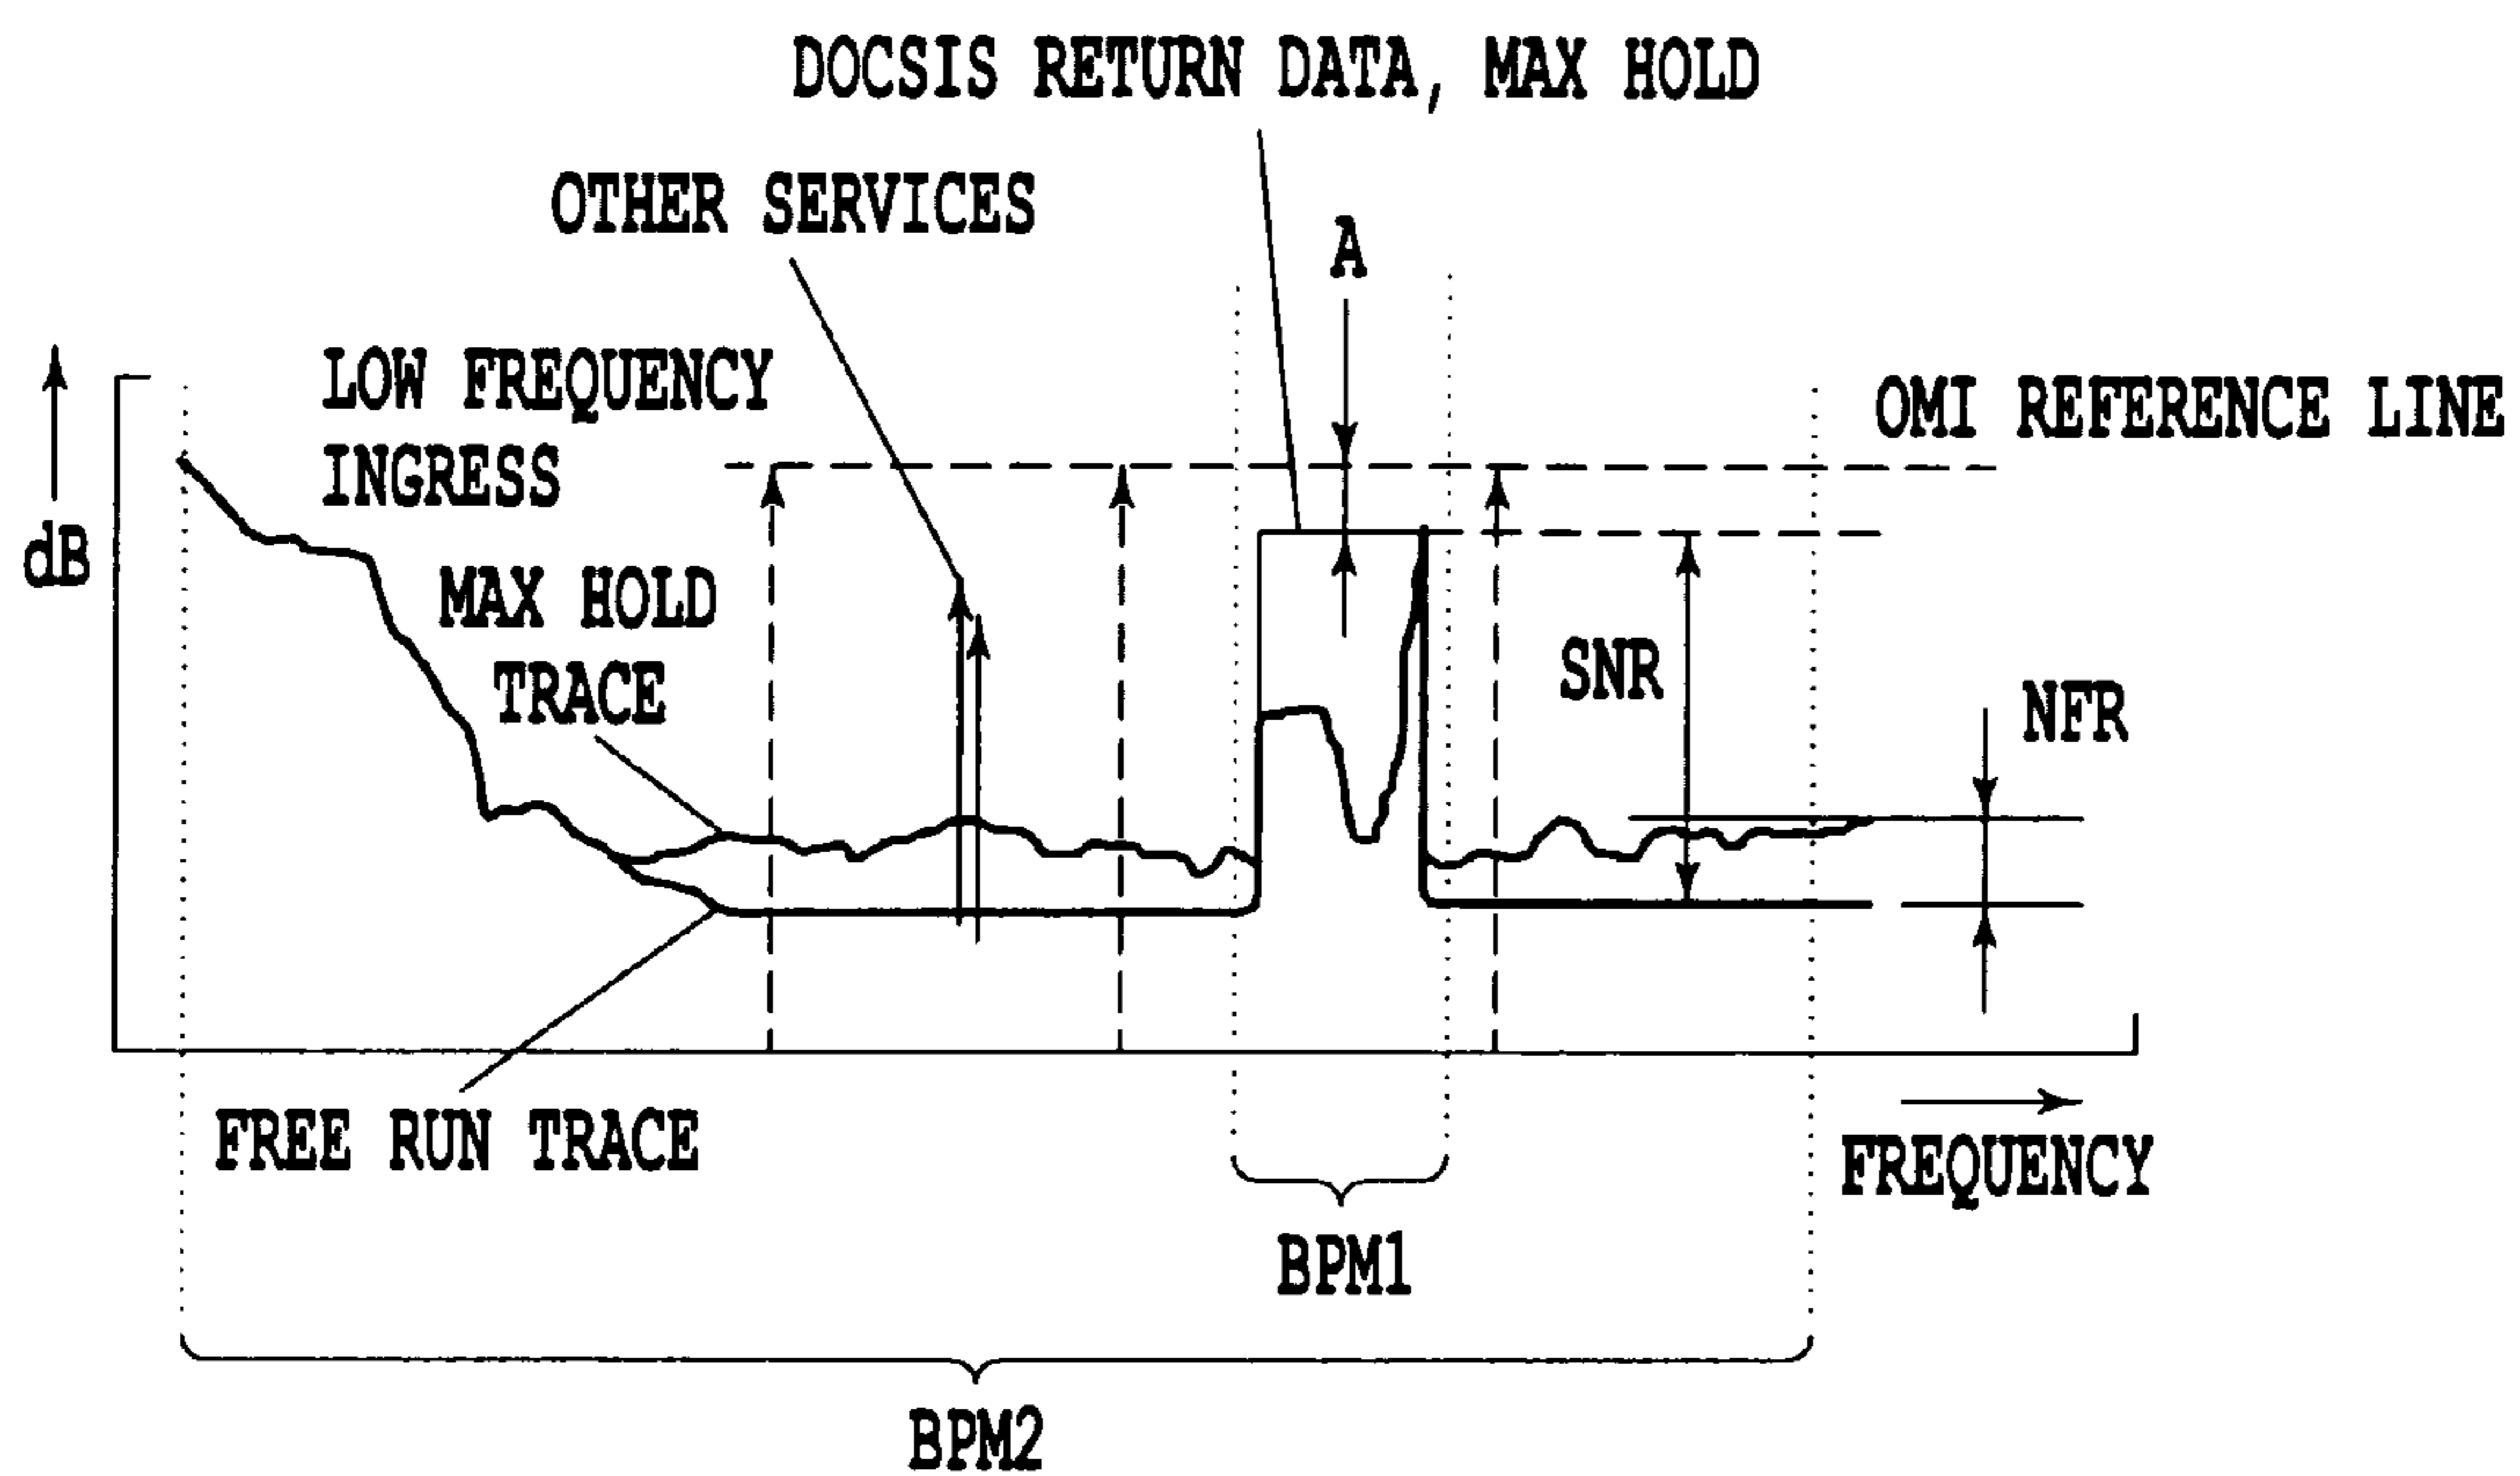 DOCSIS RETURN DATA, MAX HOLD
OTHER SERVICES
A
LOW FREQUENCY
INGRESS
OMI REFERENCE LINE
dB
MAX HOLD
TRACE
SNR
NFR
FREE RUN TRACE
FREQUENCY
BPM1
BPM2